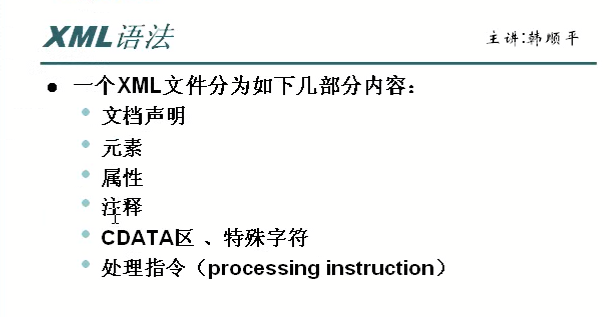 XML语法
主讲:韩顺平
● 一个XML文件分为如下几部分内容：
• 文档声明
• 元素
• 属性
• 注释
• CDATA区 、特殊字符
• 处理指令（processing instruction）